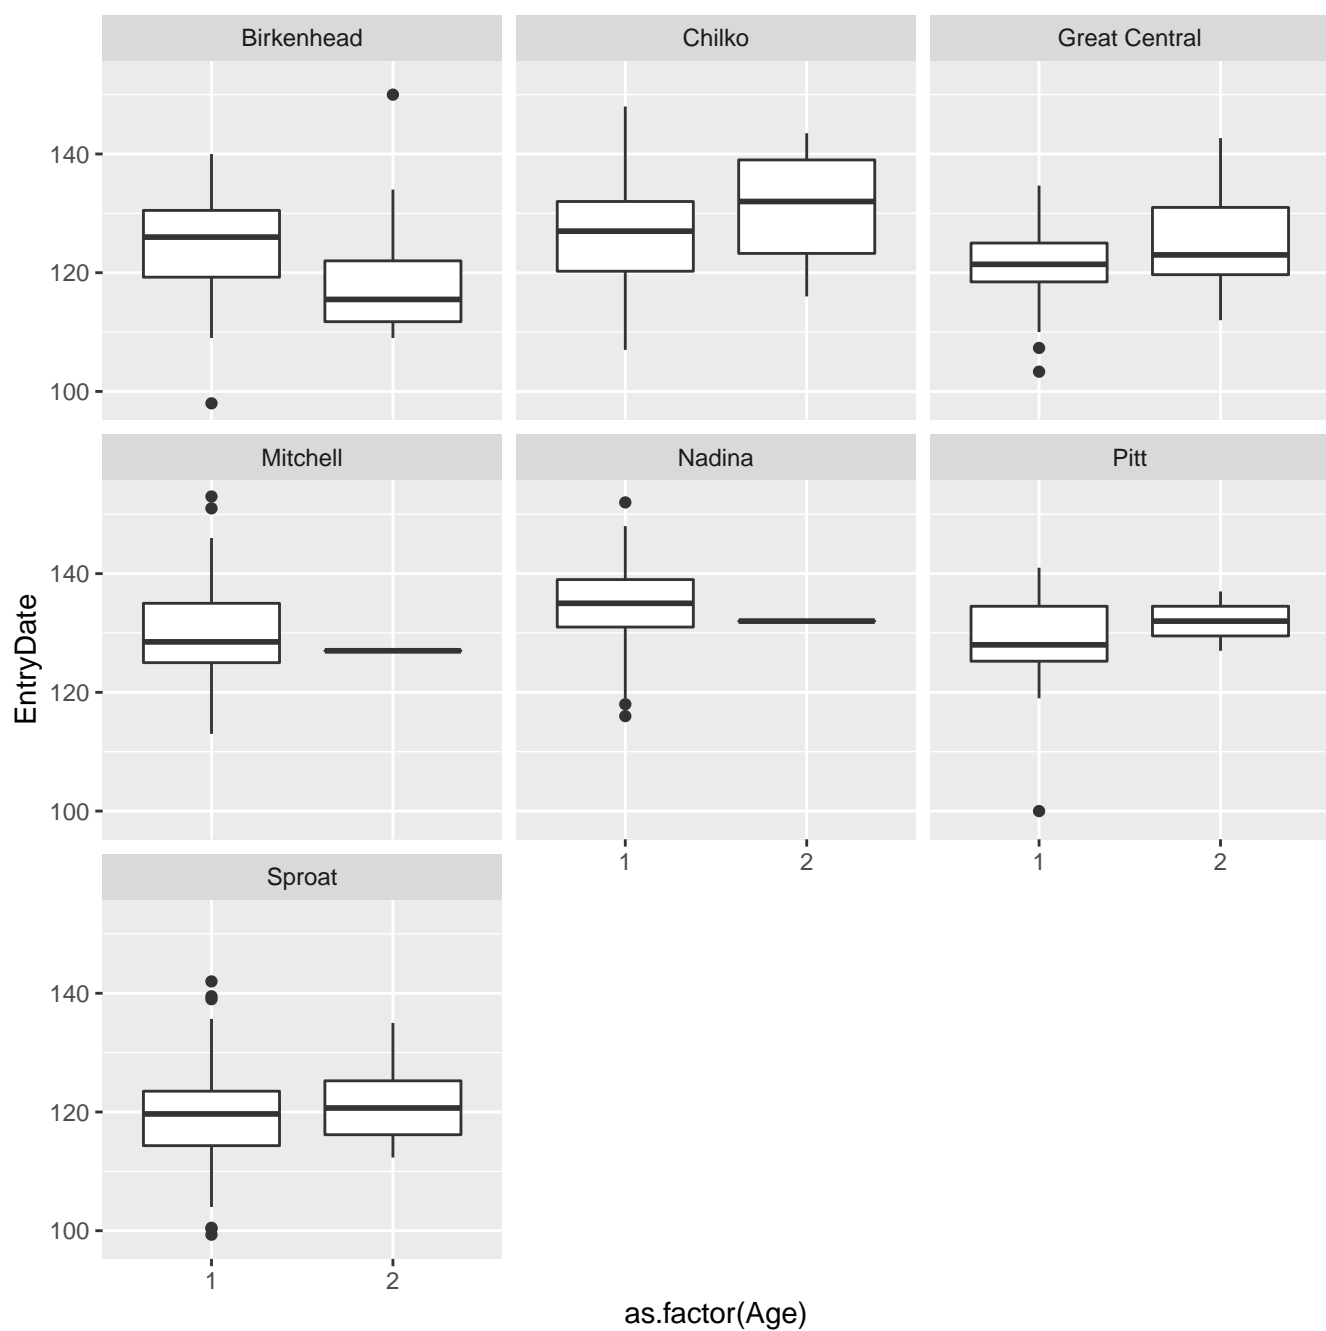 Birkenhead
Chilko
Great Central
140
120
100
Mitchell
Nadina
Pitt
140
120
100
1 2
1 2
Sproat
140
120
100
1 2
EntryDate
as.factor(Age)